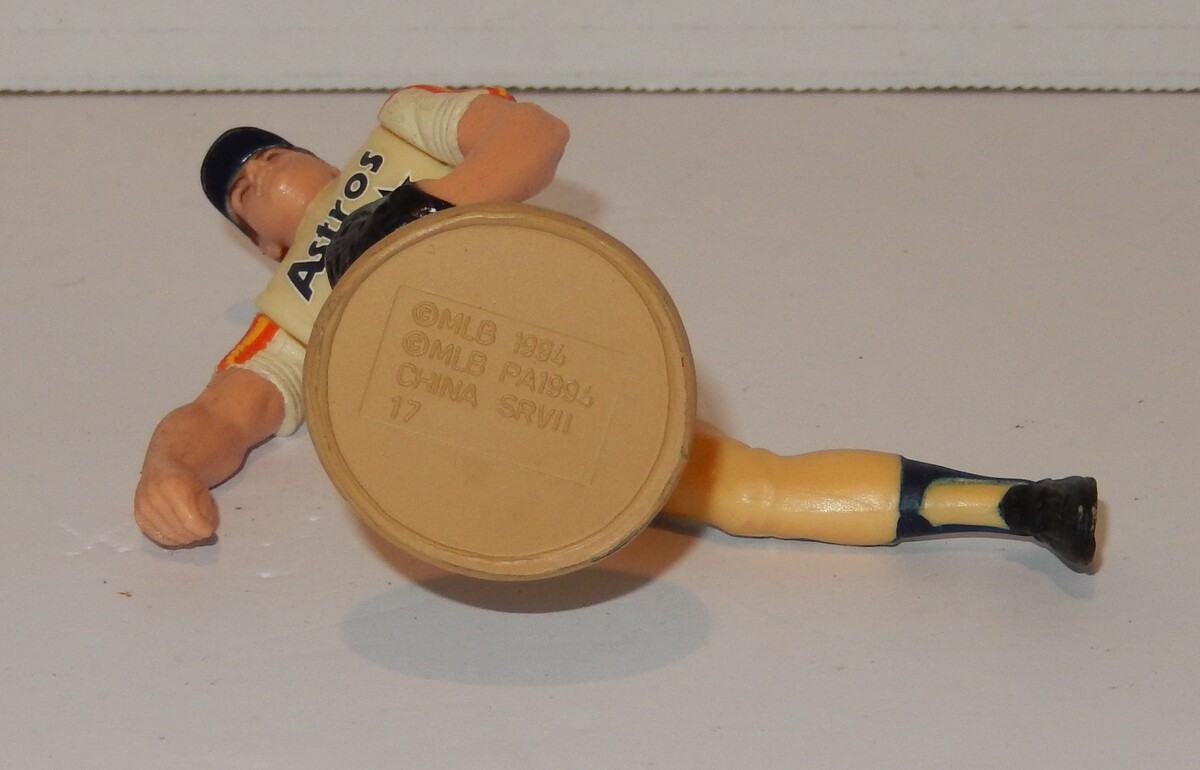 Astros
©MLB 1994
©MLB PA1994
CHINA SRVII
17